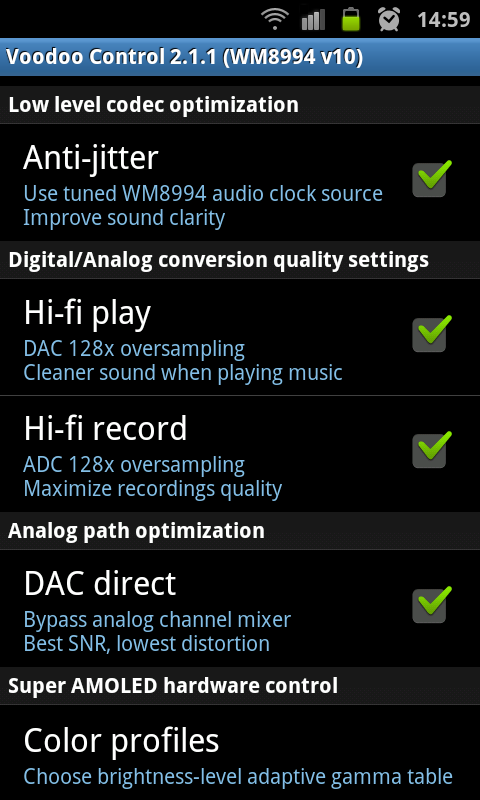 14:59
Voodoo Control 2.1.1 (WM8994 v10)
Low level codec optimization
Anti-jitter
Use tuned WM8994 audio clock source
Improve sound clarity
Digital/Analog conversion quality settings
Hi-fi play
DAC 128x oversampling
Cleaner sound when playing music
Hi-fi record
ADC 128x oversampling
Maximize recordings quality
Analog path optimization
DAC direct
Bypass analog channel mixer
Best SNR, lowest distortion
Super AMOLED hardware control
Color profiles
Choose brightness-level adaptive gamma table